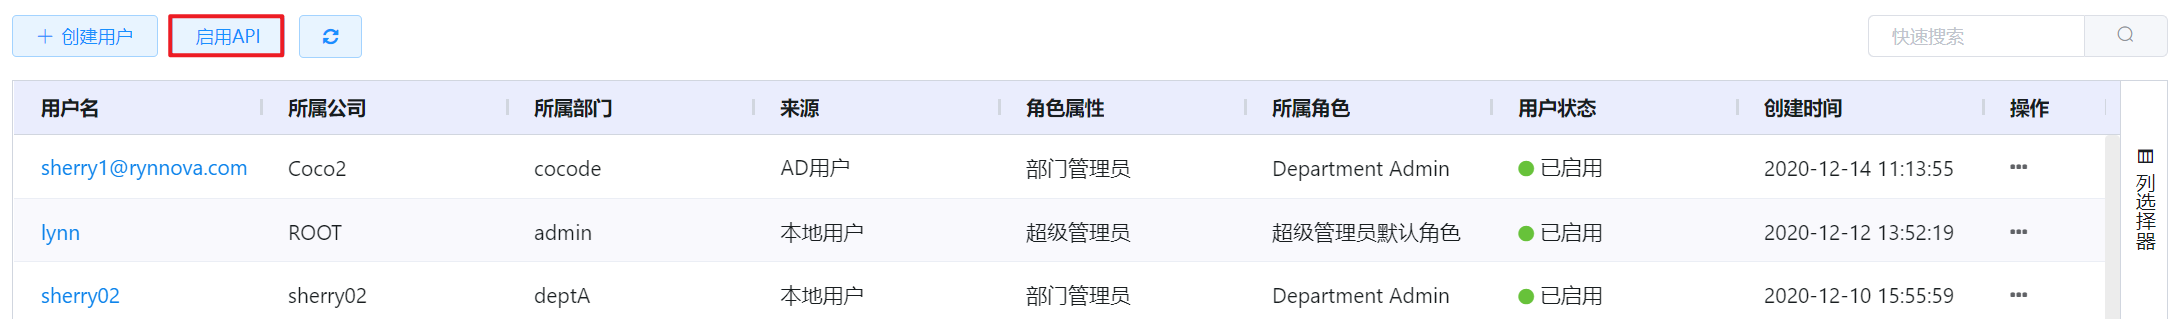 创建用户 启用API 快速搜索
用户名 所属公司 所属部门 来源 角色属性 所属角色 用户状态 创建时间 操作
sherry1@rynnova.com Coco2 cocode AD用户 部门管理员 Department Admin 已启用 2020-12-14 11:13:55
lynn ROOT admin 本地用户 超级管理员 超级管理员默认角色 已启用 2020-12-12 13:52:19
sherry02 sherry02 deptA 本地用户 部门管理员 Department Admin 已启用 2020-12-10 15:55:59
列选择器